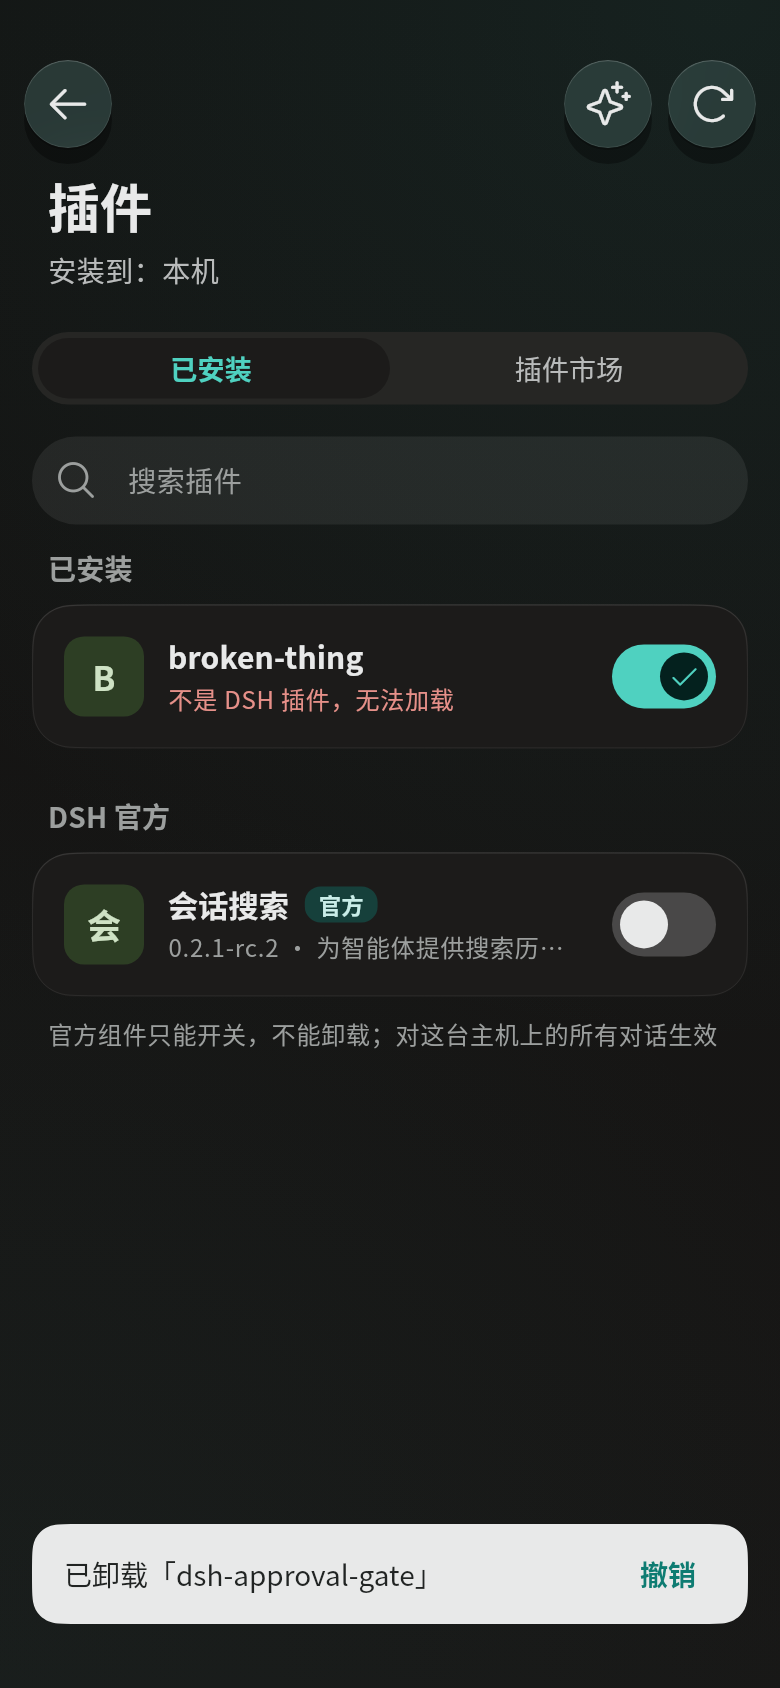 插件
安装到：本机
已安装
插件市场
搜索插件
已安装
B
broken-thing
不是 DSH 插件，无法加载
DSH 官方
会
会话搜索 官方
0.2.1-rc.2 · 为智能体提供搜索历…
官方组件只能开关，不能卸载；对这台主机上的所有对话生效
已卸载「dsh-approval-gate」 撤销